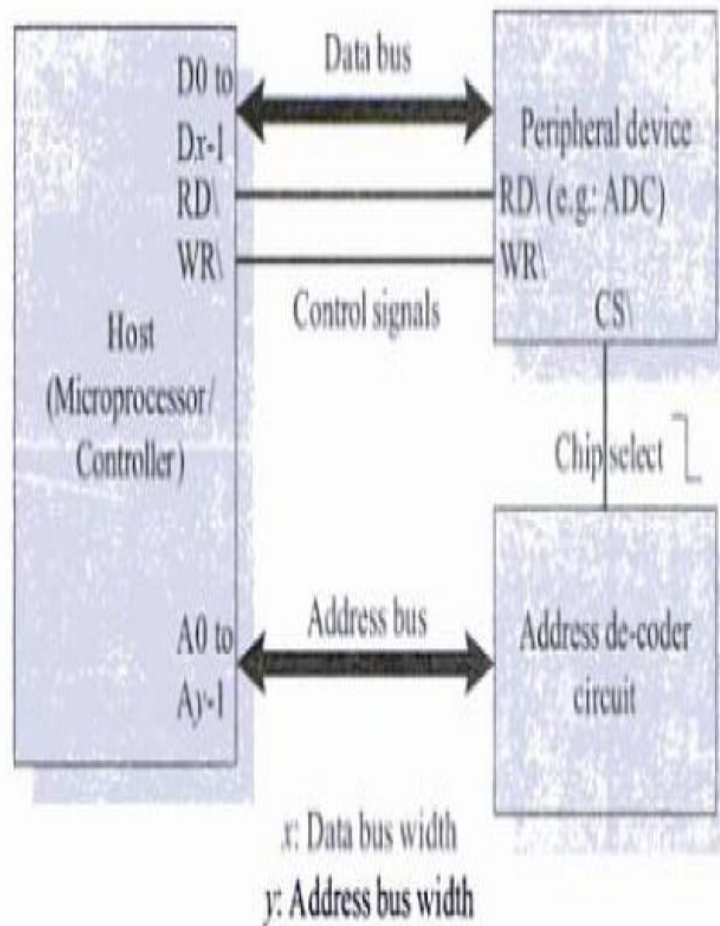 Data bus
D0 to
Dx-1
RD\
WR\
Peripheral device
RD\ (e.g.: ADC)
WR\
CS\
Control signals
Host
(Microprocessor/
Controller)
Chip select
Address bus
A0 to
Ay-1
Address de-coder
circuit
x: Data bus width
y: Address bus width